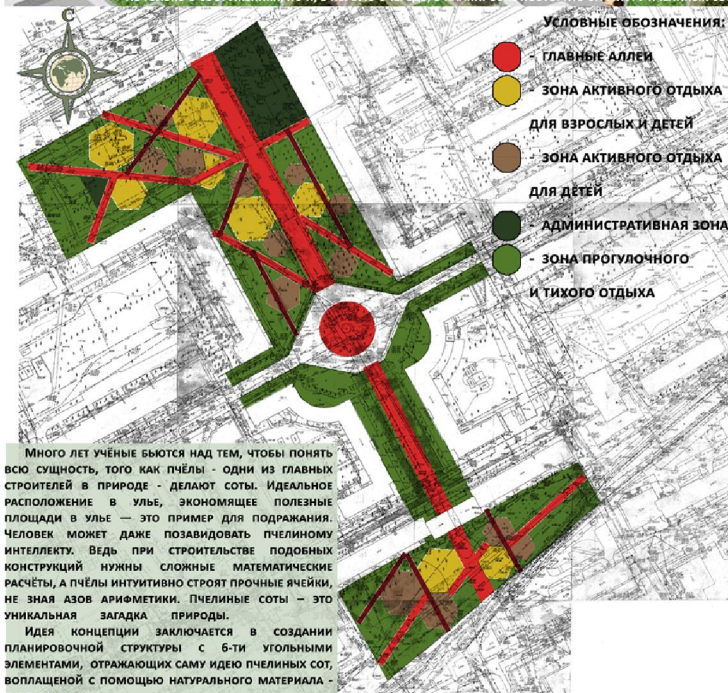 С
Условные обозначения:
- главные аллеи
- зона активного отдыха
для взрослых и детей
- зона активного отдыха
для детей
- административная зона
- зона прогулочного
и тихого отдыха
Много лет учёные бьются над тем, чтобы понять
всю сущность, того как пчёлы - одни из главных
строителей в природе - делают соты. Идеальное
расположение в улье, экономящее полезные
площади в улье — это пример для подражания.
Человек может даже позавидовать пчелиному
интеллекту. Ведь при строительстве подобных
конструкций нужны сложные математические
расчёты, а пчёлы интуитивно строят прочные ячейки,
не зная азов арифметики. Пчелиные соты – это
уникальная загадка природы.
Идея концепции заключается в создании
планировочной структуры с 6-ти угольными
элементами, отражающих саму идею пчелиных сот,
воплащеной с помощью натурального материала -